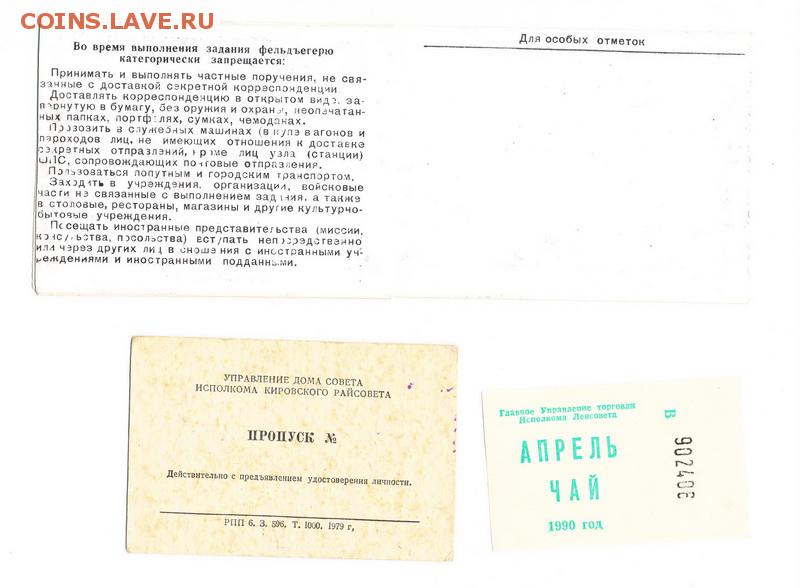 COINS.LAVE.RU
Во время выполнения задания фельдъегерю
категорически запрещается:
Принимать и выполнять частные поручения, не свя-
занные с доставкой секретной корреспонденции
Доставлять корреспонденцию в открытом виде, за-
вернутую в бумагу, без оружия и охраны, неопечатан-
ных папках, портфелях, сумках, чемоданах.
Провозить в служебных машинах (в купе вагонов и
пароходов лиц, не имеющих отношения к доставке
секретных отправлений, кроме лиц узла (станции)
СПС, сопровождающих почтовые отправления.
Пользоваться попутным и городским транспортом,
Заходить в учреждения, организации, войсковые
части не связанные с выполнением задания, а также
в столовые, рестораны, магазины и другие культурно-
бытовые учреждения.
Посещать иностранные представительства (миссии,
консульства, посольства) вступать непосредственно
или через других лиц в сношения с иностранными уч-
реждениями и иностранными подданными.
Для особых отметок
УПРАВЛЕНИЕ ДОМА СОВЕТА
ИСПОЛКОМА КИРОВСКОГО РАЙСОВЕТА
ПРОПУСК №
Действительно с предъявлением удостоверения личности.
РПП 6. З. 596. Т. 1000. 1979 г,
Главное Управление торговли
Исполкома Ленсовета
АПРЕЛЬ
ЧАЙ
1990 год
В 902406